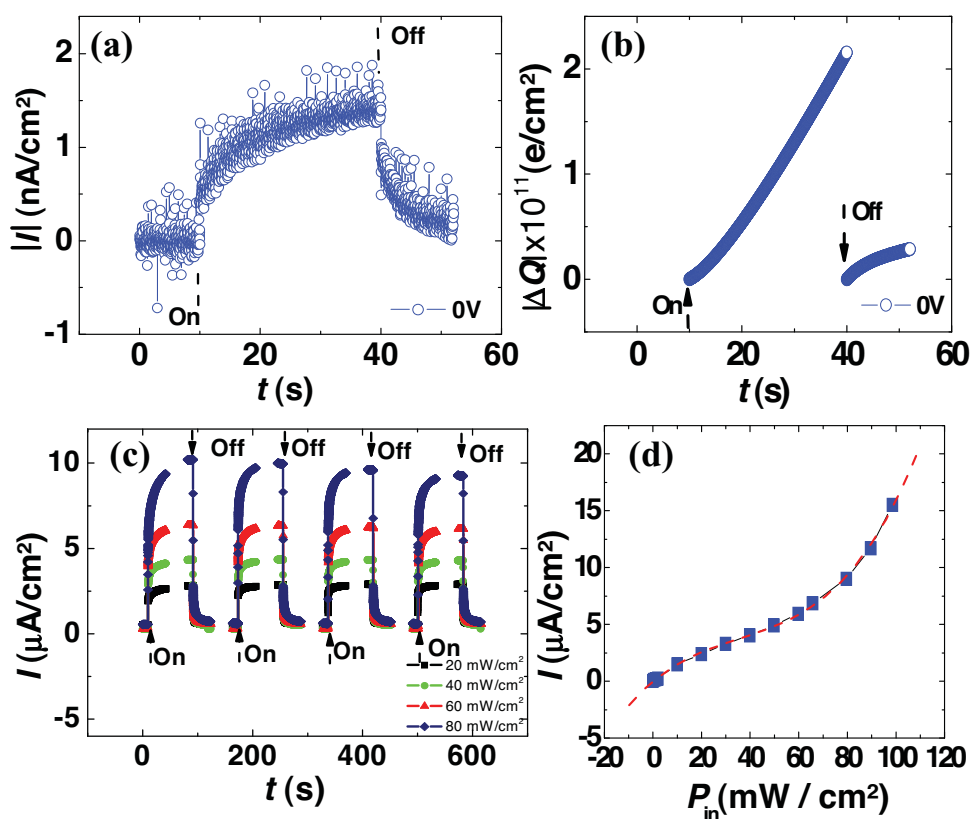 (a)
Off
On
0V
|I| (nA/cm²)
2
1
0
-1
0 20 40 60
t (s)
(b)
Off
On
0V
|ΔQ|x10¹¹ (e/cm²)
2
1
0
0 20 40 60
t (s)
(c)
Off Off Off Off
On On On On
20 mW/cm²
40 mW/cm²
60 mW/cm²
80 mW/cm²
I (μA/cm²)
10
5
0
-5
0 200 400 600
t (s)
(d)
I (μA/cm²)
20
15
10
5
0
-5
-20 0 20 40 60 80 100 120
Pin(mW / cm²)